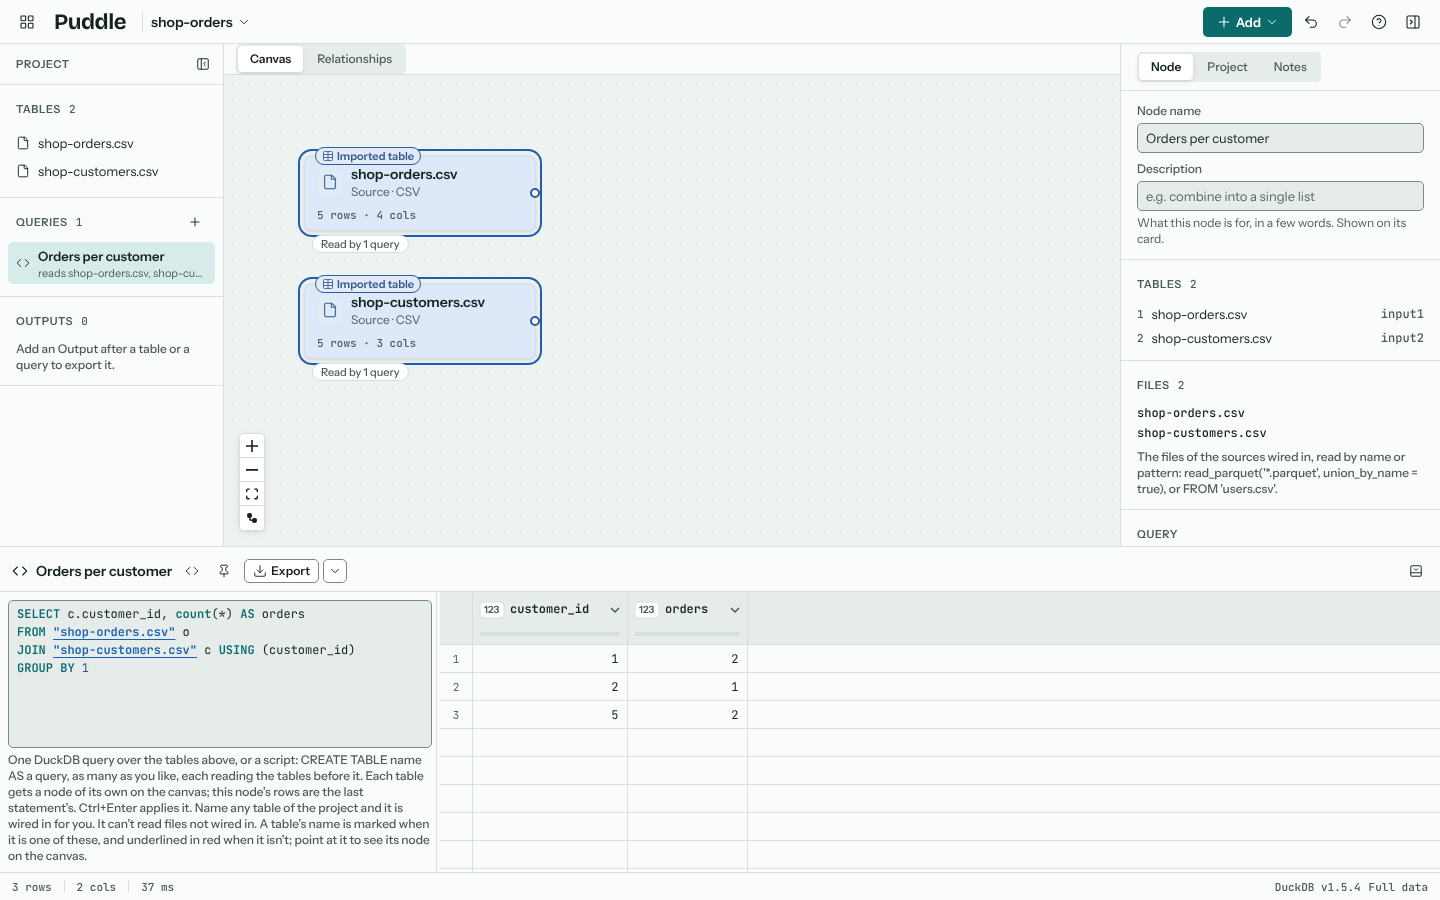 Puddle
shop-orders
Add
PROJECT
TABLES 2
shop-orders.csv
shop-customers.csv
QUERIES 1
Orders per customer
reads shop-orders.csv, shop-cu...
OUTPUTS 0
Add an Output after a table or a
query to export it.
Canvas
Relationships
Imported table
shop-orders.csv
Source · CSV
5 rows · 4 cols
Read by 1 query
Imported table
shop-customers.csv
Source · CSV
5 rows · 3 cols
Read by 1 query
Node
Project
Notes
Node name
Orders per customer
Description
e.g. combine into a single list
What this node is for, in a few words. Shown on its
card.
TABLES 2
1 shop-orders.csv input1
2 shop-customers.csv input2
FILES 2
shop-orders.csv
shop-customers.csv
The files of the sources wired in, read by name or
pattern: read_parquet('*.parquet', union_by_name =
true), or FROM 'users.csv'.
QUERY
Orders per customer
Export
SELECT c.customer_id, count(*) AS orders
FROM "shop-orders.csv" o
JOIN "shop-customers.csv" c USING (customer_id)
GROUP BY 1
One DuckDB query over the tables above, or a script: CREATE TABLE name
AS a query, as many as you like, each reading the tables before it. Each table
gets a node of its own on the canvas; this node's rows are the last
statement's. Ctrl+Enter applies it. Name any table of the project and it is
wired in for you. It can't read files not wired in. A table's name is marked when
it is one of these, and underlined in red when it isn't; point at it to see its node
on the canvas.
123 customer_id 123 orders
1 1 2
2 2 1
3 5 2
3 rows 2 cols 37 ms
DuckDB v1.5.4 Full data